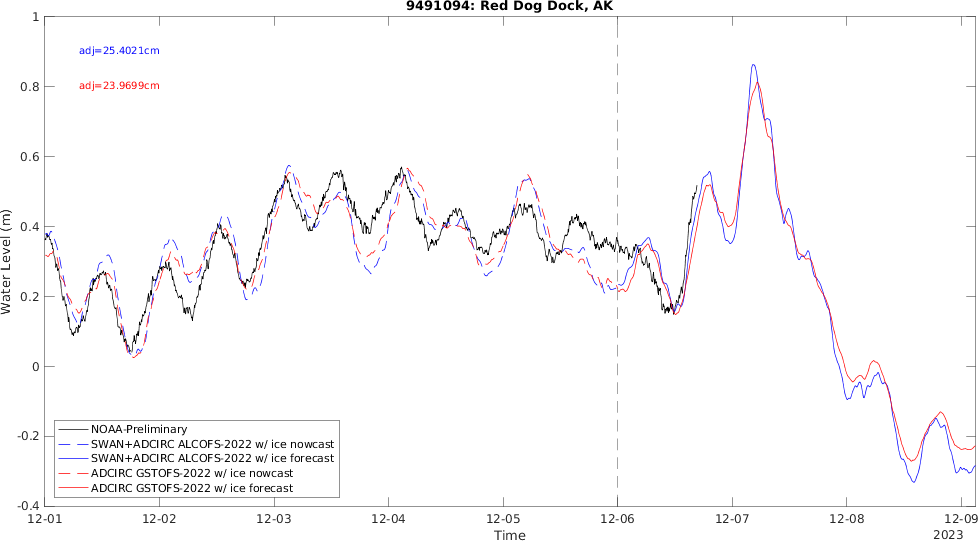 9491094: Red Dog Dock, AK
adj=25.4021cm
adj=23.9699cm
Water Level (m)
1
0.8
0.6
0.4
0.2
0
-0.2
-0.4
NOAA-Preliminary
SWAN+ADCIRC ALCOFS-2022 w/ ice nowcast
SWAN+ADCIRC ALCOFS-2022 w/ ice forecast
ADCIRC GSTOFS-2022 w/ ice nowcast
ADCIRC GSTOFS-2022 w/ ice forecast
12-01 12-02 12-03 12-04 12-05 12-06 12-07 12-08 12-09
Time
2023